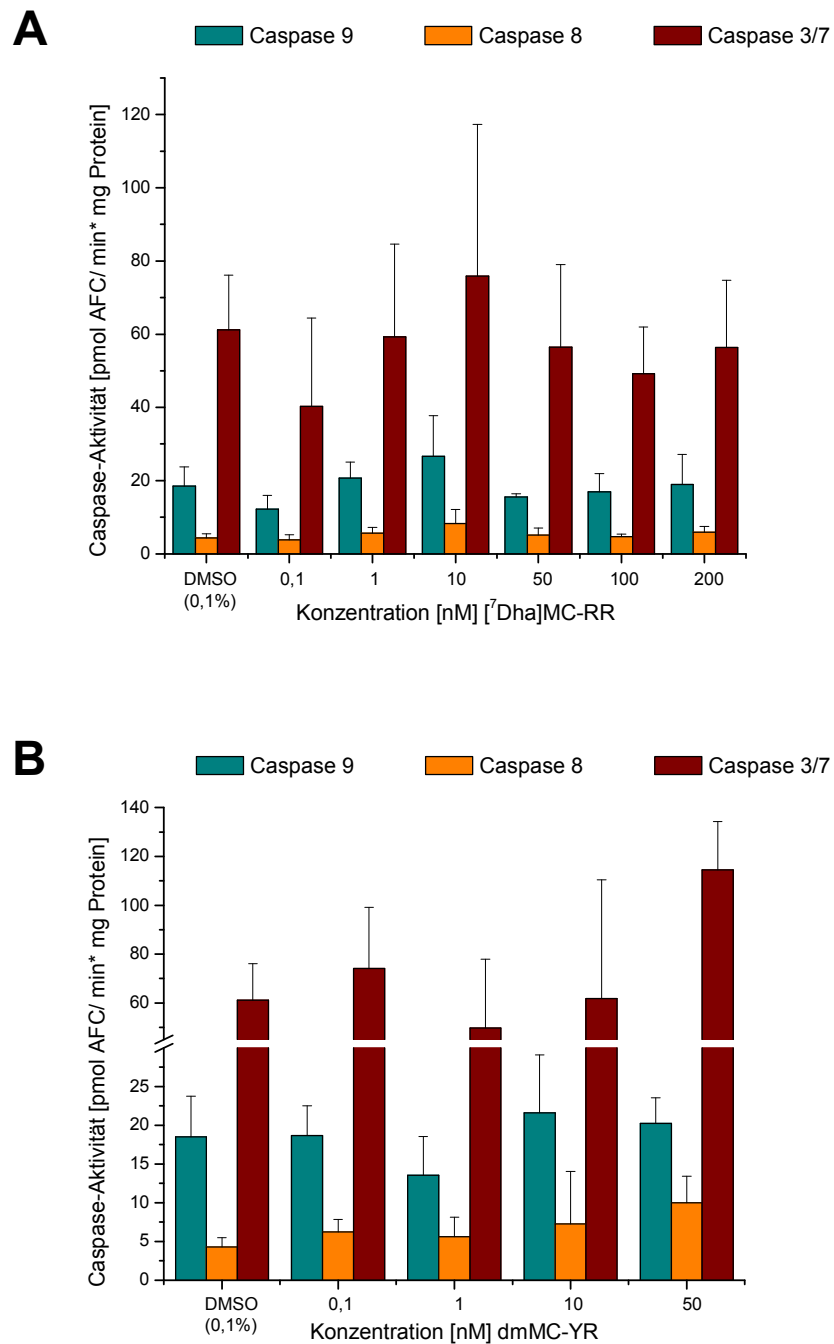 A
Caspase 9 Caspase 8 Caspase 3/7
Caspase-Aktivität [pmol AFC/ min* mg Protein]
120
100
80
60
40
20
0
DMSO 0,1 1 10 50 100 200
(0,1%)
Konzentration [nM] [⁷Dha]MC-RR
B
Caspase 9 Caspase 8 Caspase 3/7
Caspase-Aktivität [pmol AFC/ min* mg Protein]
140
120
100
80
60
25
20
15
10
5
0
DMSO 0,1 1 10 50
(0,1%)
Konzentration [nM] dmMC-YR